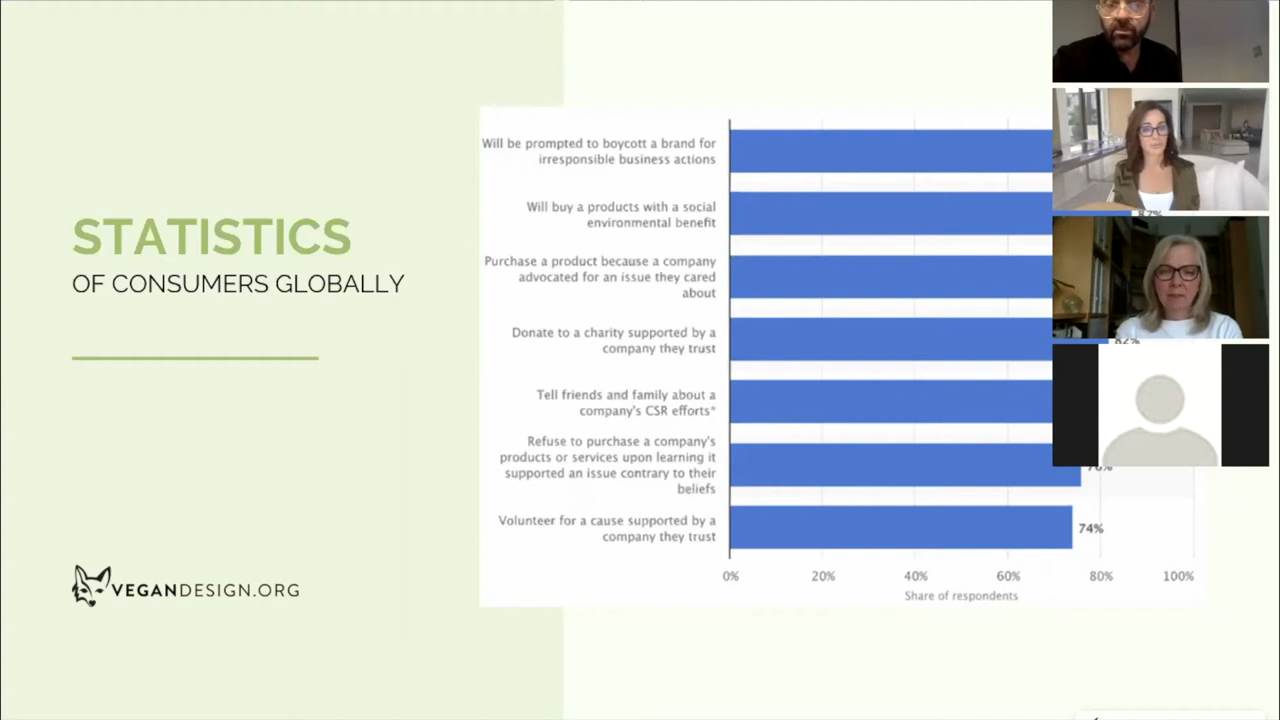 STATISTICS
OF CONSUMERS GLOBALLY
VEGANDESIGN.ORG
Will be prompted to boycott a brand for
irresponsible business actions
Will buy a products with a social
environmental benefit
Purchase a product because a company
advocated for an issue they cared
about
Donate to a charity supported by a
company they trust
Tell friends and family about a
company's CSR efforts*
Refuse to purchase a company's
products or services upon learning it
supported an issue contrary to their
beliefs
Volunteer for a cause supported by a
company they trust
74%
0% 20% 40% 60% 80% 100%
Share of respondents